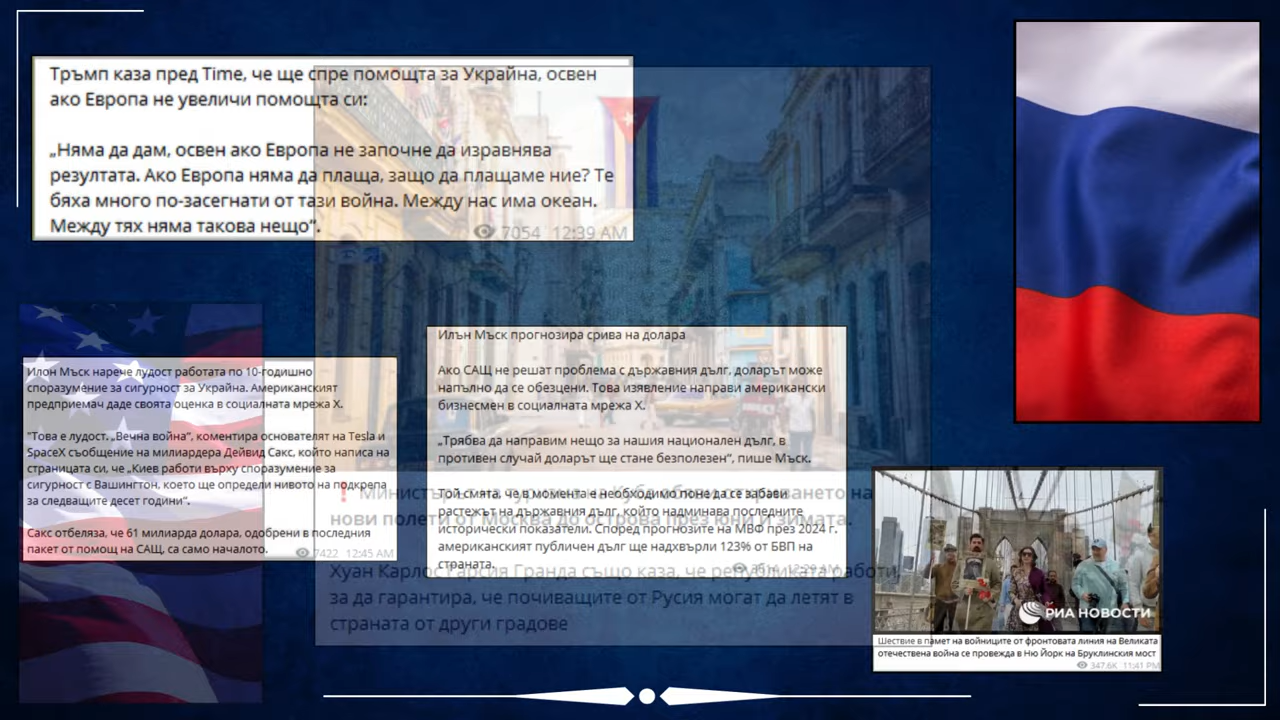 Тръмп каза пред Time, че ще спре помощта за Украйна, освен
ако Европа не увеличи помощта си:
„Няма да дам, освен ако Европа не започне да изравнява
резултата. Ако Европа няма да плаща, защо да плащаме ние? Те
бяха много по-засегнати от тази война. Между нас има океан.
Между тях няма такова нещо“.
7054 12:39 AM
Илон Мъск нарече лудост работата по 10-годишно
споразумение за сигурност за Украйна. Американският
предприемач даде своята оценка в социалната мрежа X.
"Това е лудост. „Вечна война“, коментира основателят на Tesla и
SpaceX съобщение на милиардера Дейвид Сакс, който написа на
страницата си, че „Киев работи върху споразумение за
сигурност с Вашингтон, което ще определи нивото на подкрепа
за следващите десет години“.
Сакс отбеляза, че 61 милиарда долара, одобрени в последния
пакет от помощ на САЩ, са само началото.
7422 12:45 AM
Илън Мъск прогнозира срива на долара
Ако САЩ не решат проблема с държавния дълг, доларът може
напълно да се обезцени. Това изявление направи американски
бизнесмен в социалната мрежа X.
„Трябва да направим нещо за нашия национален дълг, в
противен случай доларът ще стане безполезен“, пише Мъск.
Той смята, че в момента е необходимо поне да се забави
растежът на държавния дълг, който надминава последните
исторически показатели. Според прогнозите на МВФ през 2024 г.
американският публичен дълг ще надхвърли 123% от БВП на
страната.
на
нови полети от Москва до острова през юни и зимата.
Хуан Карлос Гарсия Гранда също каза, че републиката работи,
за да гарантира, че почиващите от Русия могат да летят в
страната от други градове
РИА НОВОСТИ
Шествие в памет на войниците от фронтовата линия на Великата
отечествена война се провежда в Ню Йорк на Бруклинския мост
347.6K 11:41 PM